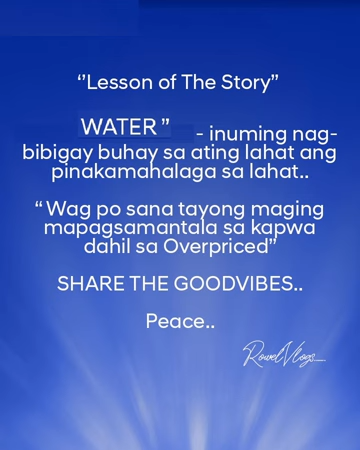 ‘’Lesson of The Story”
WATER ” - inuming nag-
bibigay buhay sa ating lahat ang
pinakamahalaga sa lahat..
“ Wag po sana tayong maging
mapagsamantala sa kapwa
dahil sa Overpriced”
SHARE THE GOODVIBES..
Peace..
RowelVlogs......